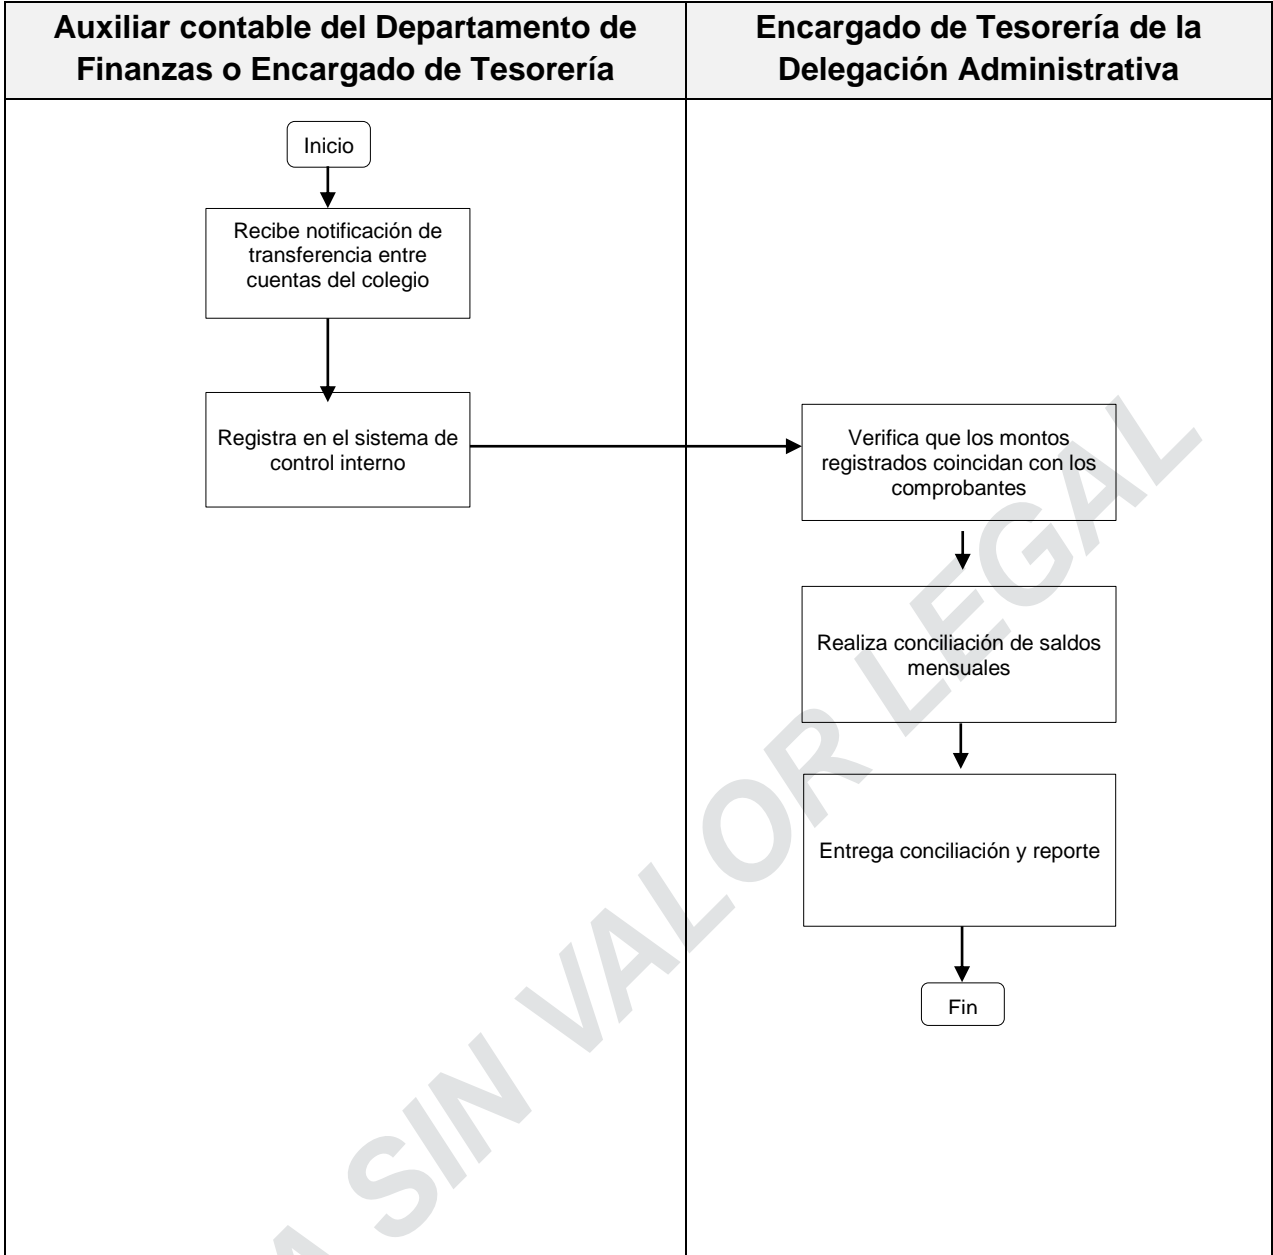 Auxiliar contable del Departamento de
Finanzas o Encargado de Tesorería
Encargado de Tesorería de la
Delegación Administrativa
Inicio
Recibe notificación de
transferencia entre
cuentas del colegio
Registra en el sistema de
control interno
Verifica que los montos
registrados coincidan con los
comprobantes
Realiza conciliación de saldos
mensuales
Entrega conciliación y reporte
Fin
A SIN VALOR LEGAL